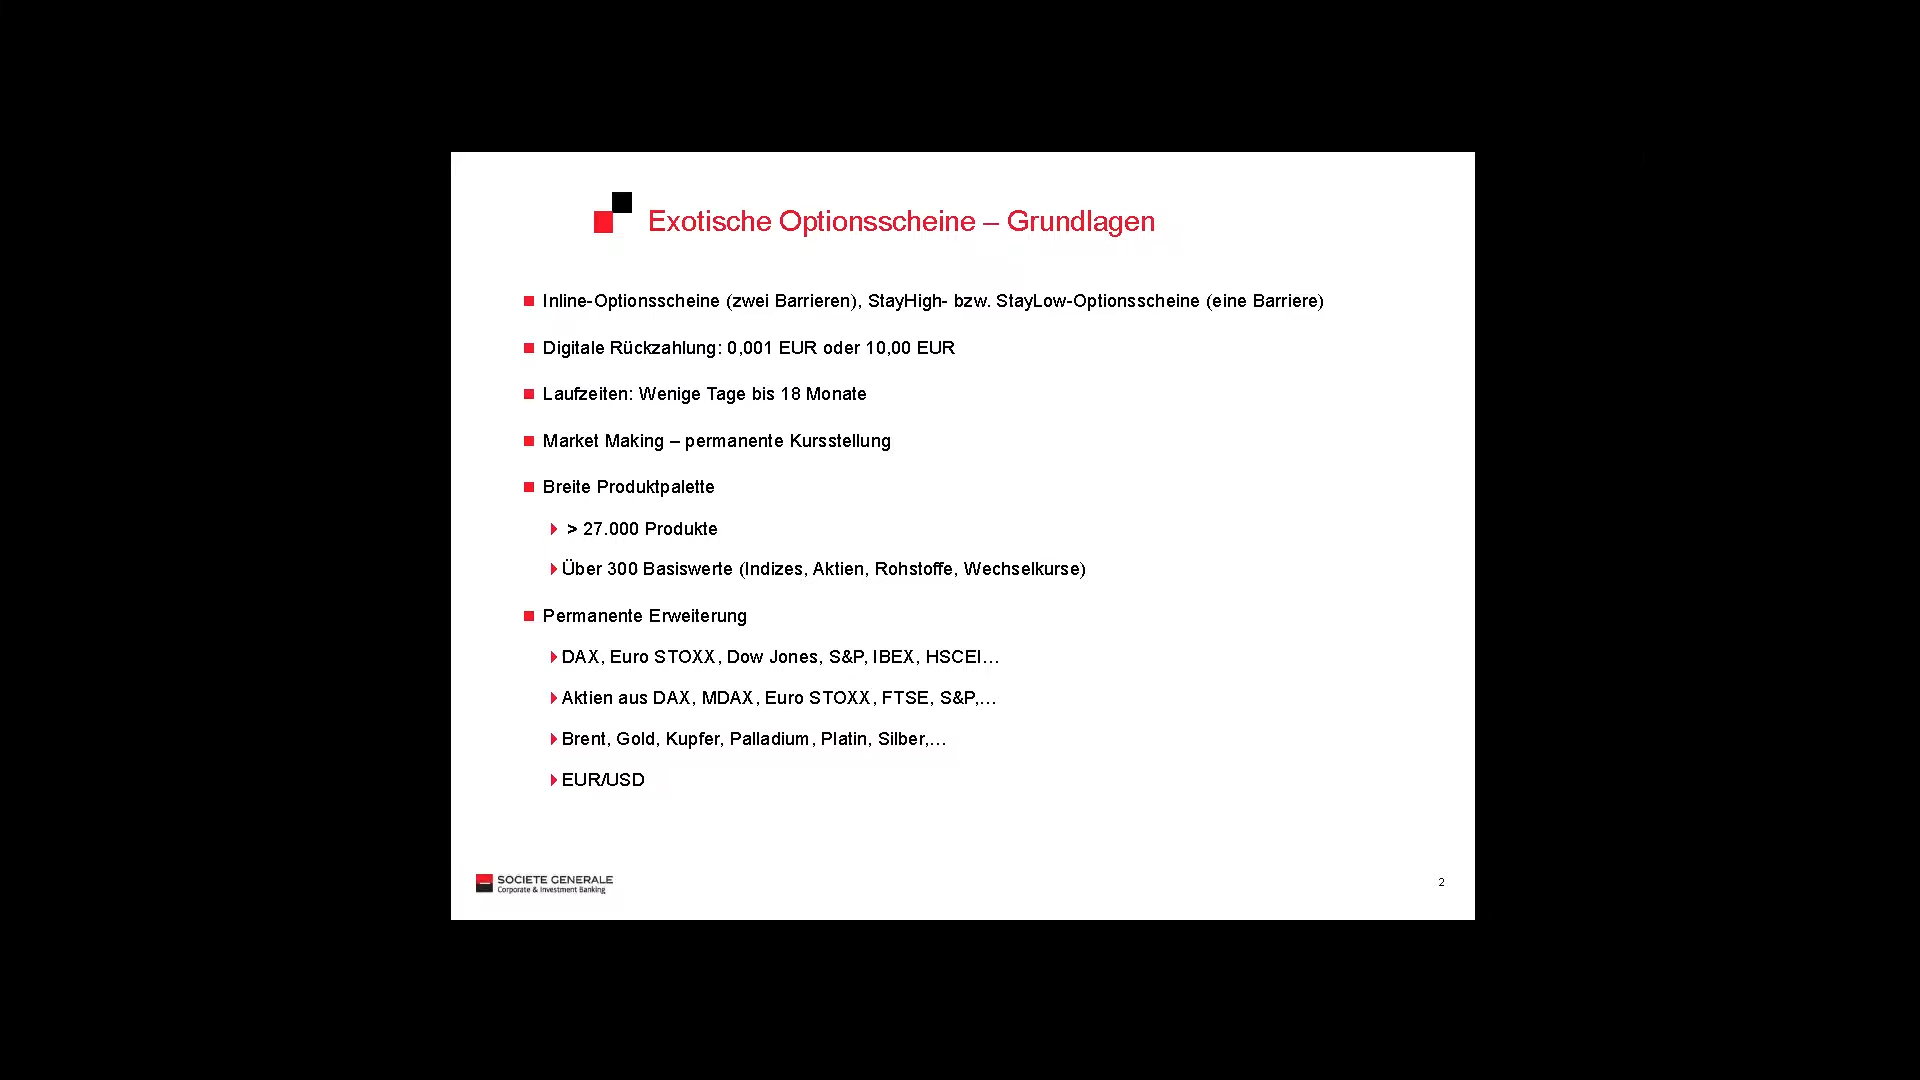 Exotische Optionsscheine – Grundlagen
Inline-Optionsscheine (zwei Barrieren), StayHigh- bzw. StayLow-Optionsscheine (eine Barriere)
Digitale Rückzahlung: 0,001 EUR oder 10,00 EUR
Laufzeiten: Wenige Tage bis 18 Monate
Market Making – permanente Kursstellung
Breite Produktpalette
> 27.000 Produkte
Über 300 Basiswerte (Indizes, Aktien, Rohstoffe, Wechselkurse)
Permanente Erweiterung
DAX, Euro STOXX, Dow Jones, S&P, IBEX, HSCEI…
Aktien aus DAX, MDAX, Euro STOXX, FTSE, S&P,…
Brent, Gold, Kupfer, Palladium, Platin, Silber,…
EUR/USD
SOCIETE GENERALE
Corporate & Investment Banking
2